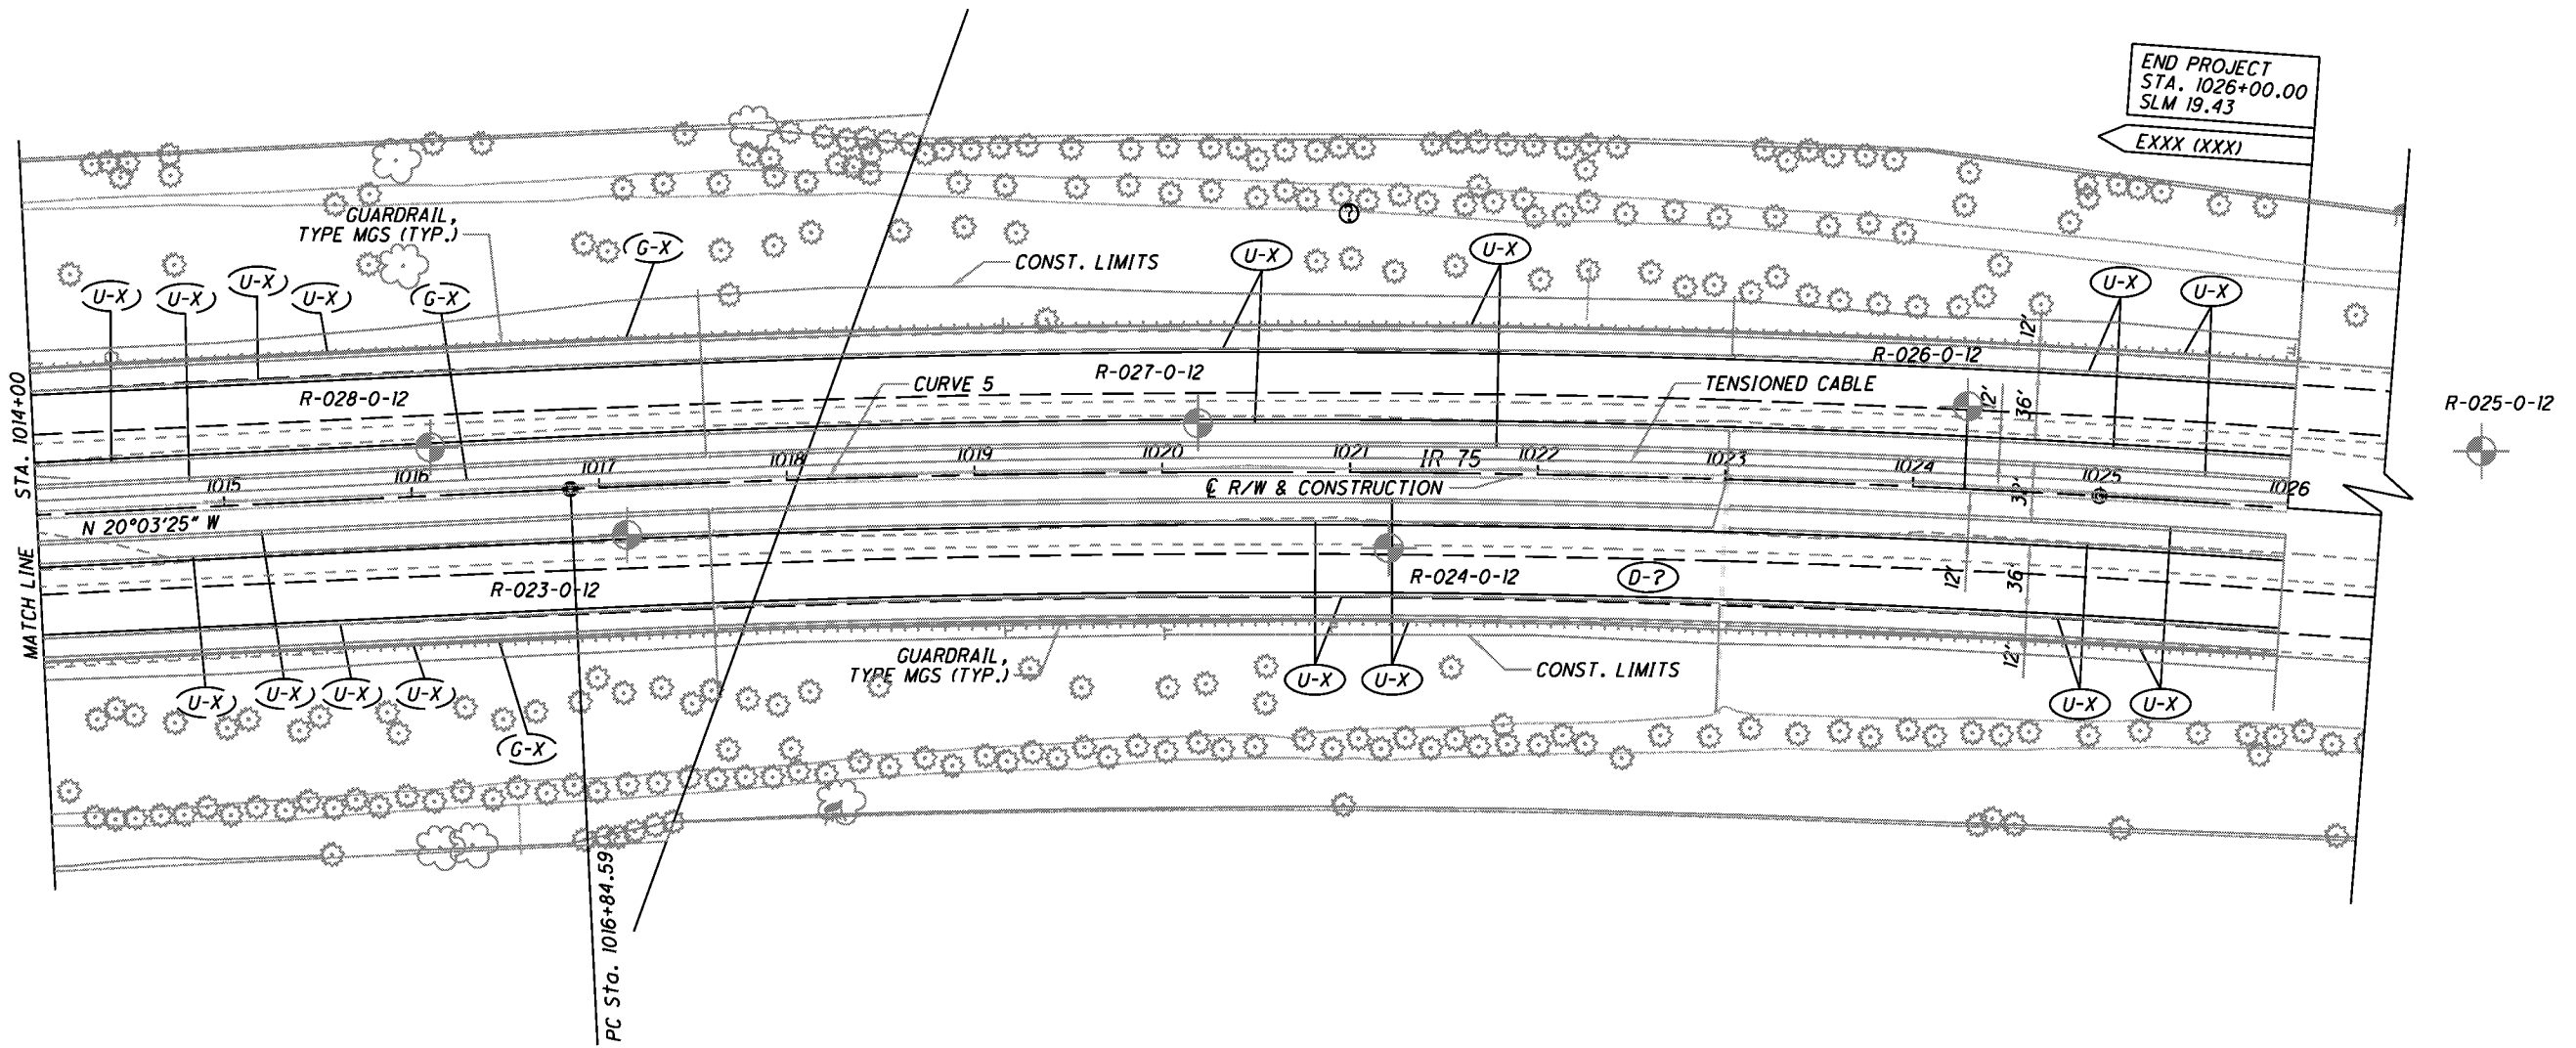 END PROJECT
STA. 1026+00.00
SLM 19.43
EXXX (XXX)
GUARDRAIL,
TYPE MGS (TYP.)
G-X
CONST. LIMITS
U-X
U-X
U-X
U-X
U-X
U-X
G-X
U-X
U-X
12'
R-026-0-12
R-027-0-12
CURVE 5
TENSIONED CABLE
R-028-0-12
12'
36'
R-025-0-12
STA. 1014+00
MATCH LINE
1015
1016
1017
1018
1019
1020
1021
IR 75
1022
1023
1024
1025
1026
℄ R/W & CONSTRUCTION
N 20°03'25" W
R-023-0-12
R-024-0-12
D-?
12'
36'
12'
GUARDRAIL,
TYPE MGS (TYP.)
CONST. LIMITS
U-X
U-X
U-X
U-X
U-X
U-X
U-X
U-X
G-X
PC Sta. 1016+84.59
?